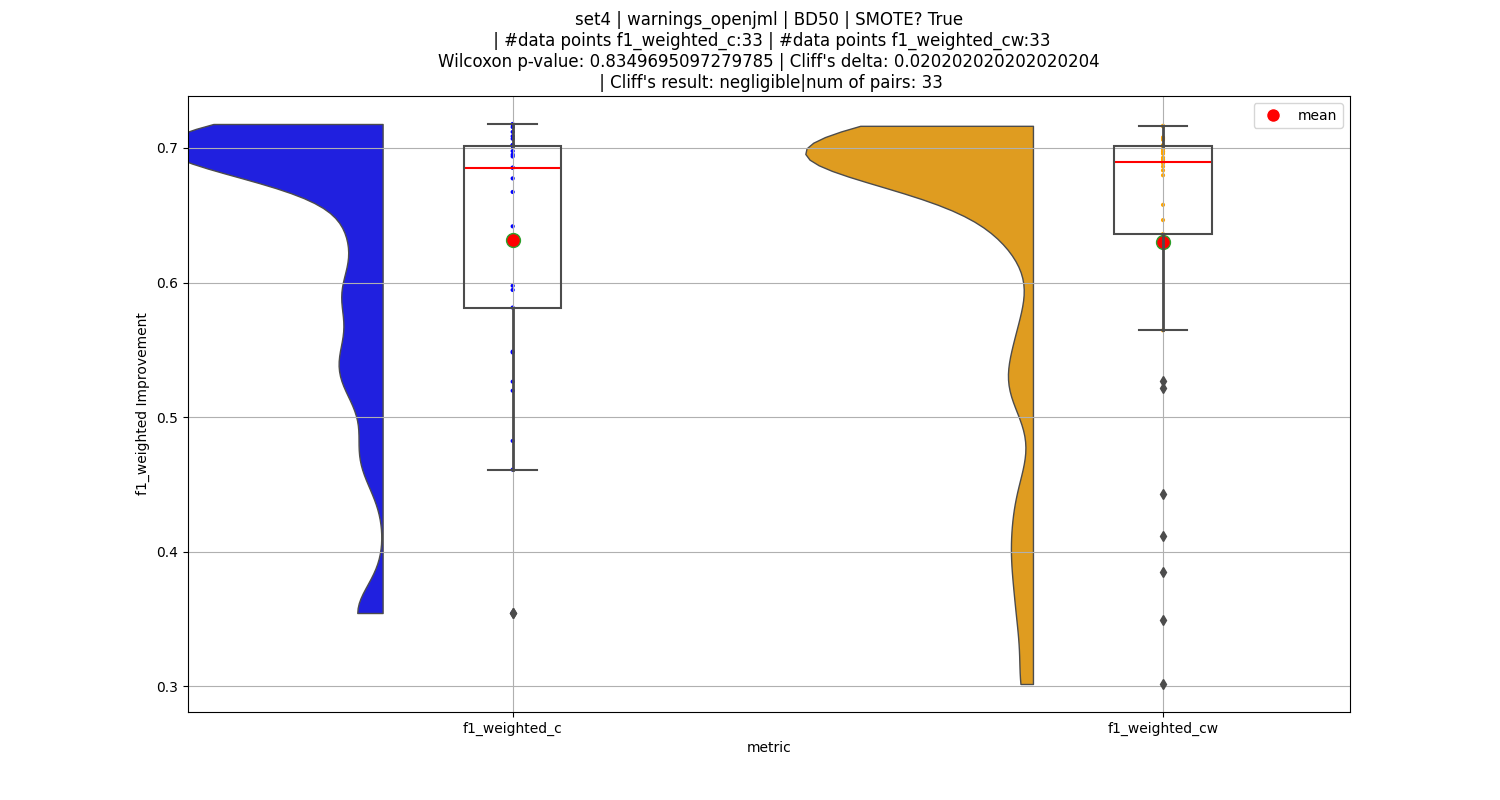 set4 | warnings_openjml | BD50 | SMOTE? True
| #data points f1_weighted_c:33 | #data points f1_weighted_cw:33
Wilcoxon p-value: 0.8349695097279785 | Cliff's delta: 0.020202020202020204
| Cliff's result: negligible|num of pairs: 33
mean
0.7
0.6
0.5
0.4
0.3
f1_weighted Improvement
f1_weighted_c
f1_weighted_cw
metric